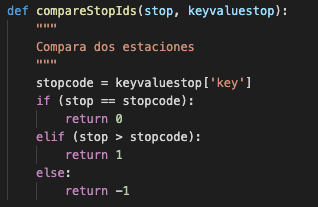 def compareStopIds(stop, keyvaluestop):
    """
    Compara dos estaciones
    """
    stopcode = keyvaluestop['key']
    if (stop == stopcode):
        return 0
    elif (stop > stopcode):
        return 1
    else:
        return -1